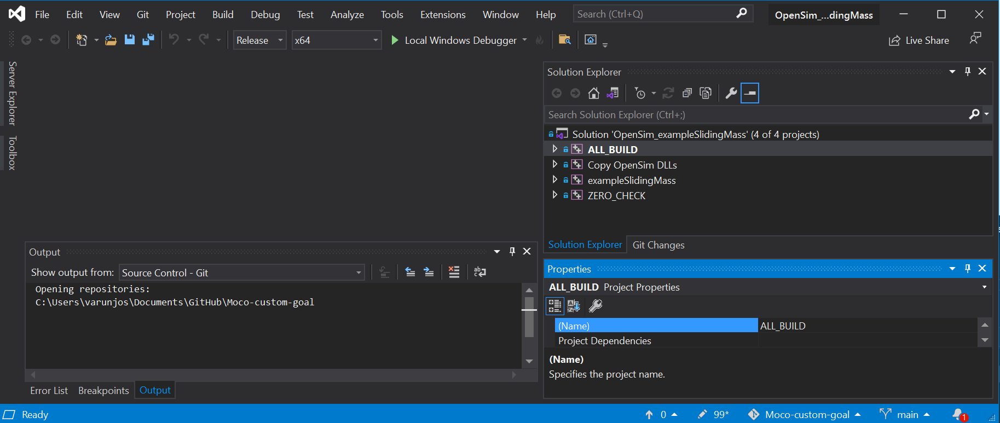 File Edit View Git Project Build Debug Test Analyze Tools Extensions Window Help Search (Ctrl+Q) OpenSim_...dingMass
Release x64 Local Windows Debugger Live Share
Server Explorer
Toolbox
Solution Explorer
Search Solution Explorer (Ctrl+;)
Solution 'OpenSim_exampleSlidingMass' (4 of 4 projects)
ALL_BUILD
Copy OpenSim DLLs
exampleSlidingMass
ZERO_CHECK
Solution Explorer Git Changes
Output
Show output from: Source Control - Git
Opening repositories:
C:\Users\varunjos\Documents\GitHub\Moco-custom-goal
Error List Breakpoints Output
Properties
ALL_BUILD Project Properties
(Name) ALL_BUILD
Project Dependencies
(Name)
Specifies the project name.
Ready 0 99* Moco-custom-goal main 1